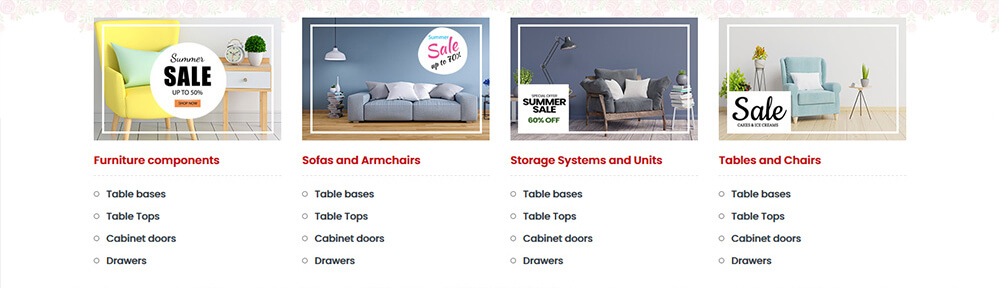 Summer
SALE
UP TO 50%
SHOP NOW
Summer
Sale
up to 70%
SPECIAL OFFER
SUMMER
SALE
60% OFF
Sale
CAKES & ICE CREAMS
Furniture components
Table bases
Table Tops
Cabinet doors
Drawers
Sofas and Armchairs
Table bases
Table Tops
Cabinet doors
Drawers
Storage Systems and Units
Table bases
Table Tops
Cabinet doors
Drawers
Tables and Chairs
Table bases
Table Tops
Cabinet doors
Drawers